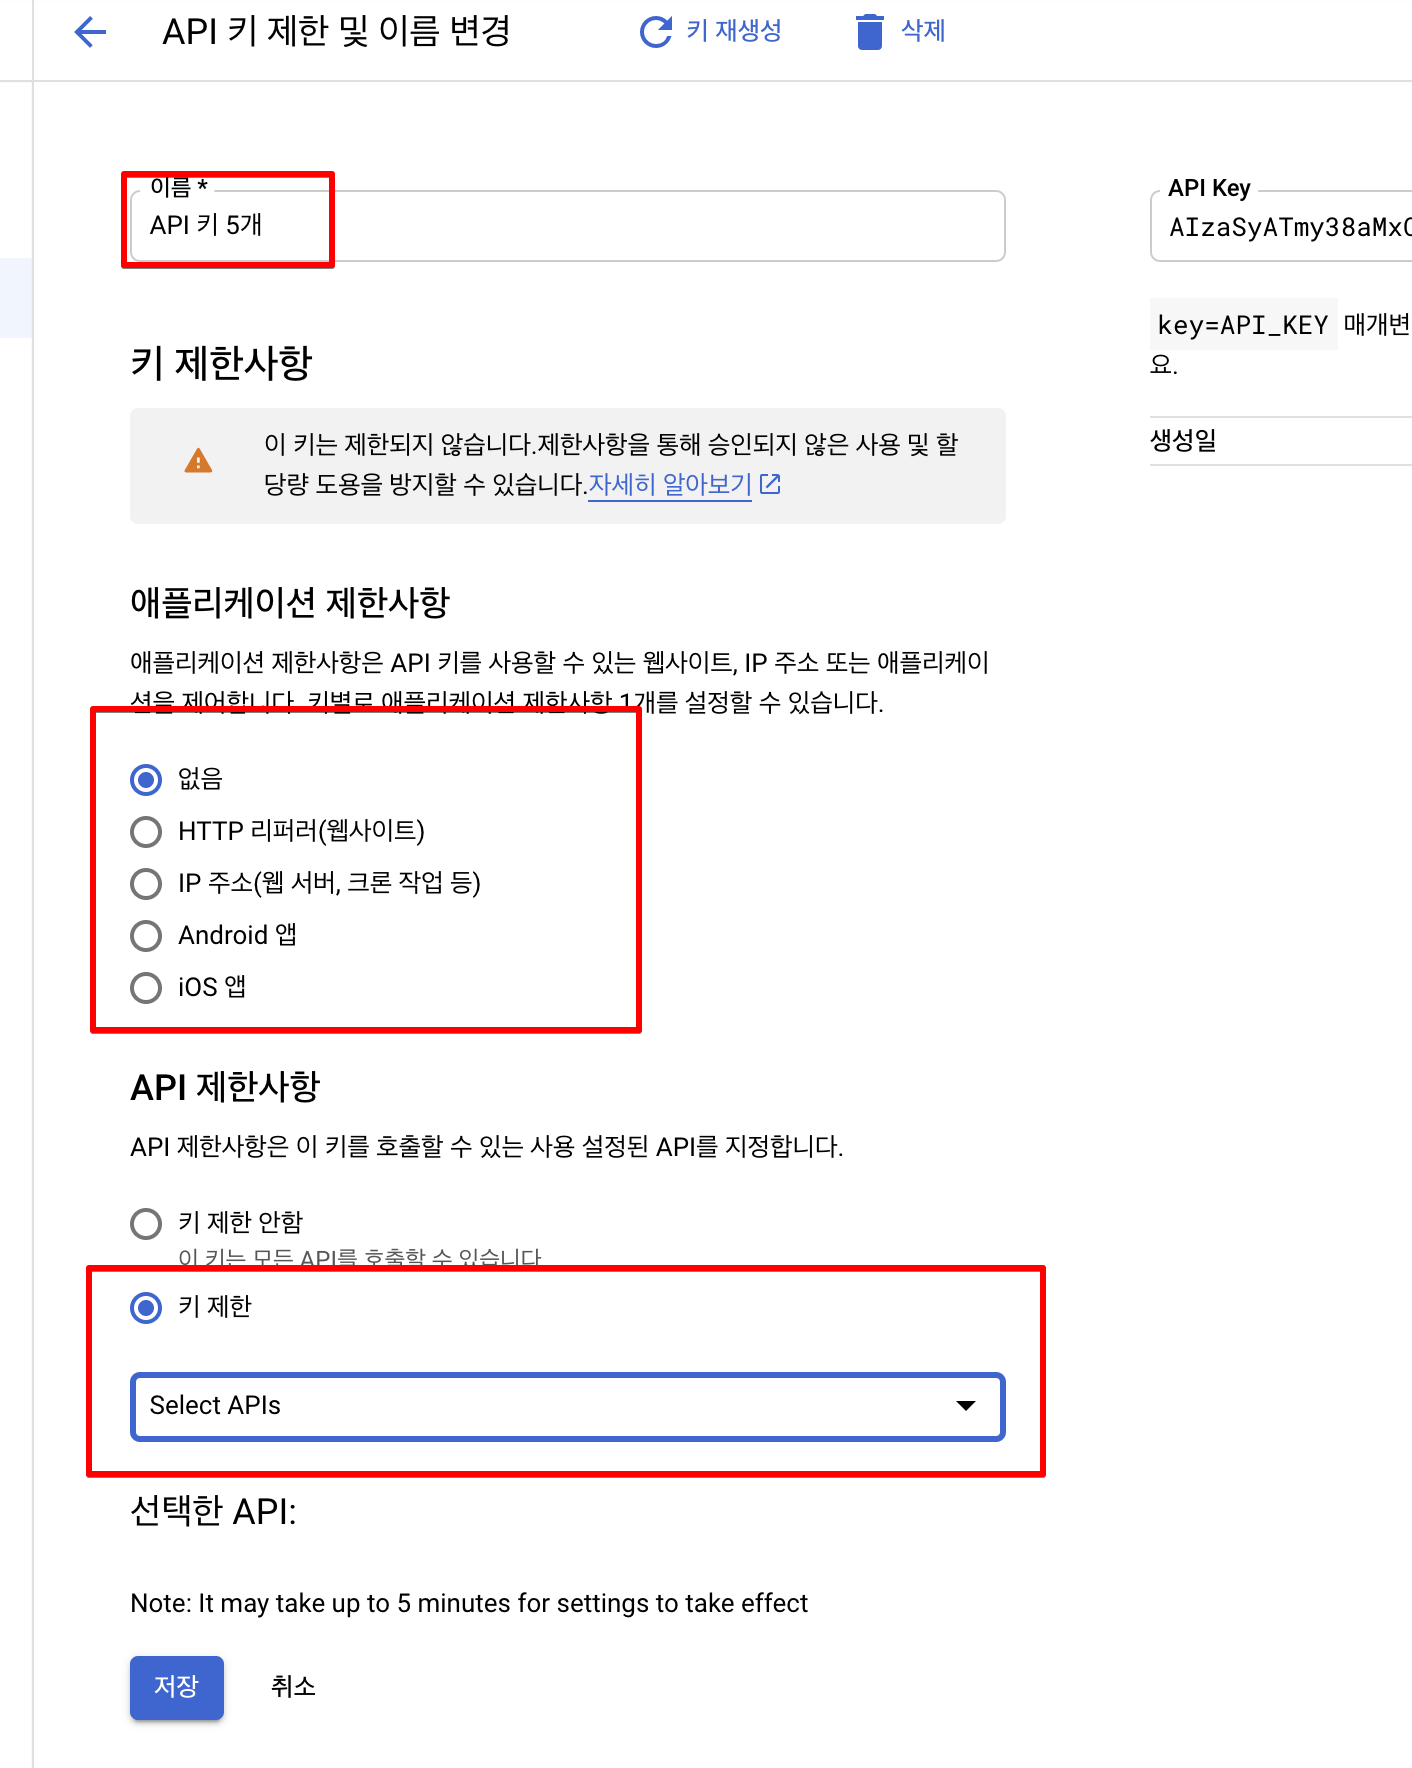 API 키 제한 및 이름 변경
키 재생성
삭제
이름 *
API 키 5개
API Key
AIzaSyATmy38aMx
key=API_KEY 매개변
요.
생성일
키 제한사항
이 키는 제한되지 않습니다.제한사항을 통해 승인되지 않은 사용 및 할
당량 도용을 방지할 수 있습니다.자세히 알아보기
애플리케이션 제한사항
애플리케이션 제한사항은 API 키를 사용할 수 있는 웹사이트, IP 주소 또는 애플리케이
션을 제어합니다. 키별로 애플리케이션 제한사항 1개를 설정할 수 있습니다.
없음
HTTP 리퍼러(웹사이트)
IP 주소(웹 서버, 크론 작업 등)
Android 앱
iOS 앱
API 제한사항
API 제한사항은 이 키를 호출할 수 있는 사용 설정된 API를 지정합니다.
키 제한 안함
이 키는 모든 API를 호출할 수 있습니다
키 제한
Select APIs
선택한 API:
Note: It may take up to 5 minutes for settings to take effect
저장
취소